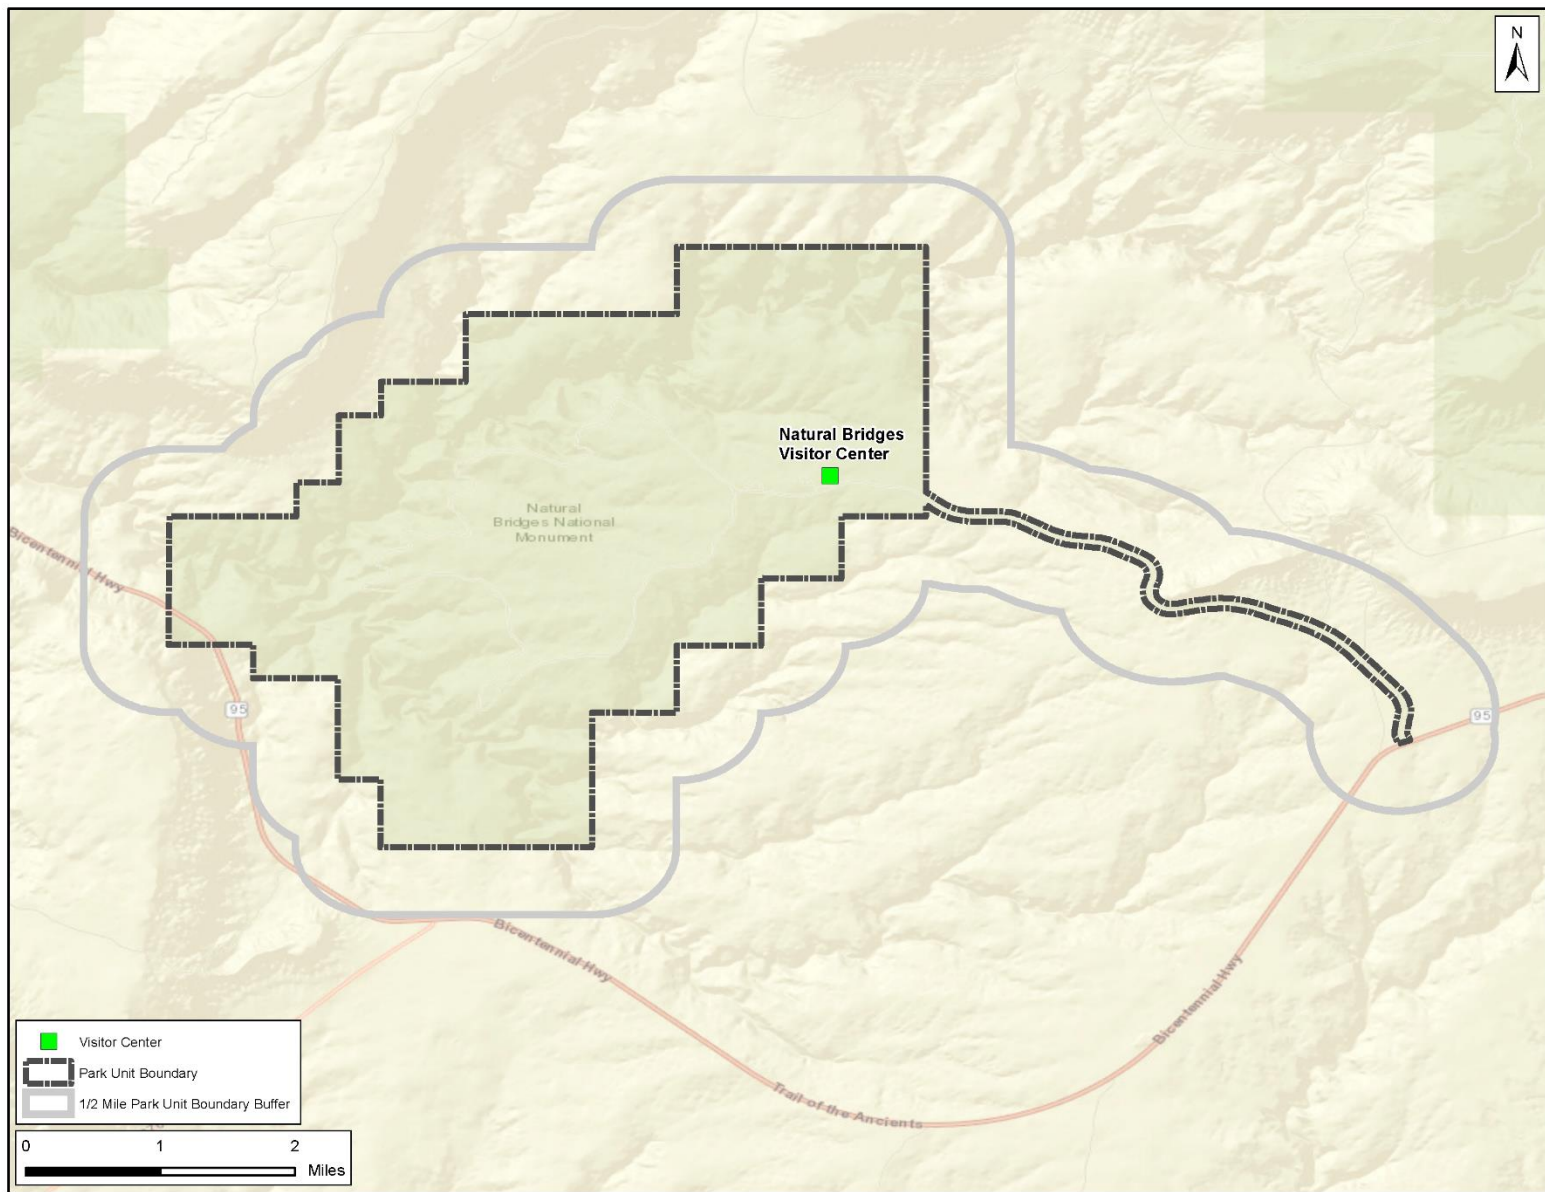 N
Natural Bridges
Visitor Center
Natural
Bridges National
Monument
Bicentennial Hwy
95
95
Bicentennial Hwy
Bicentennial Hwy
Trail of the Ancients
Visitor Center
Park Unit Boundary
1/2 Mile Park Unit Boundary Buffer
0 1 2
Miles